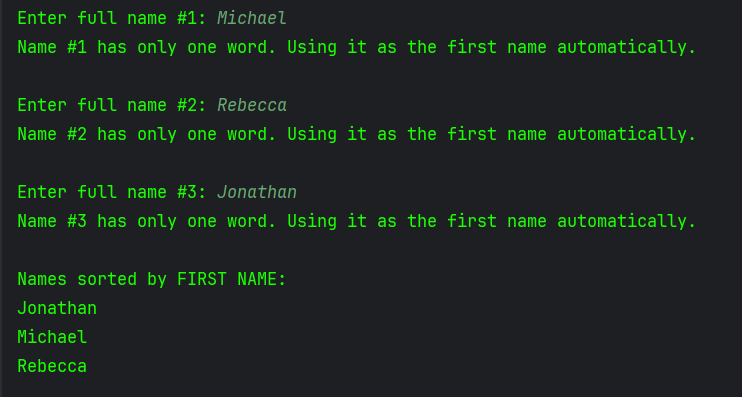 Enter full name #1: Michael
Name #1 has only one word. Using it as the first name automatically.
Enter full name #2: Rebecca
Name #2 has only one word. Using it as the first name automatically.
Enter full name #3: Jonathan
Name #3 has only one word. Using it as the first name automatically.
Names sorted by FIRST NAME:
Jonathan
Michael
Rebecca